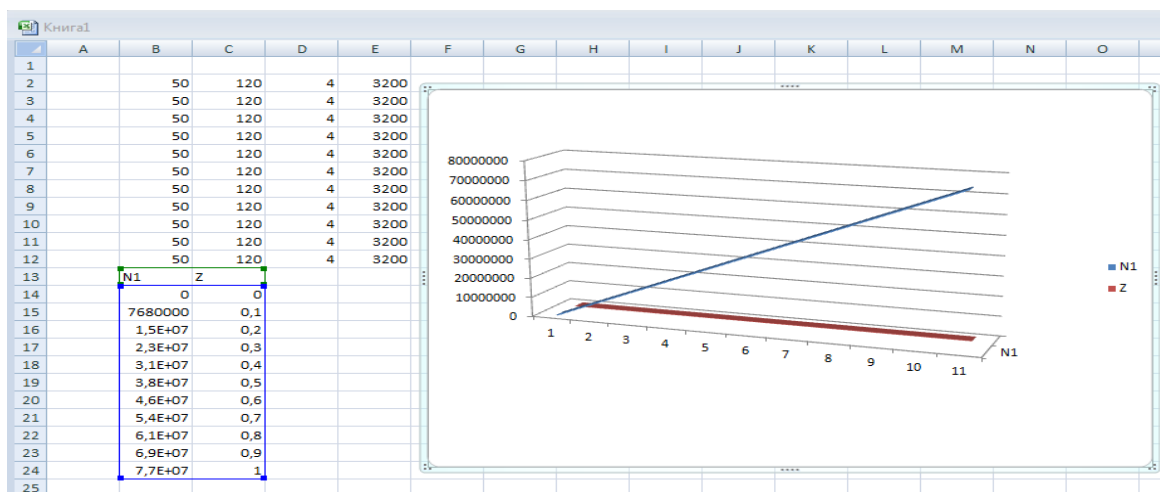 Книга1
A B C D E F G H I J K L M N O
1
2 50 120 4 3200
3 50 120 4 3200
4 50 120 4 3200
5 50 120 4 3200
6 50 120 4 3200
7 50 120 4 3200
8 50 120 4 3200
9 50 120 4 3200
10 50 120 4 3200
11 50 120 4 3200
12 50 120 4 3200
13 N1 Z
14 0 0
15 7680000 0,1
16 1,5E+07 0,2
17 2,3E+07 0,3
18 3,1E+07 0,4
19 3,8E+07 0,5
20 4,6E+07 0,6
21 5,4E+07 0,7
22 6,1E+07 0,8
23 6,9E+07 0,9
24 7,7E+07 1
25
80000000
70000000
60000000
50000000
40000000
30000000
20000000
10000000
0
1 2 3 4 5 6 7 8 9 10 11
N1
N1
Z